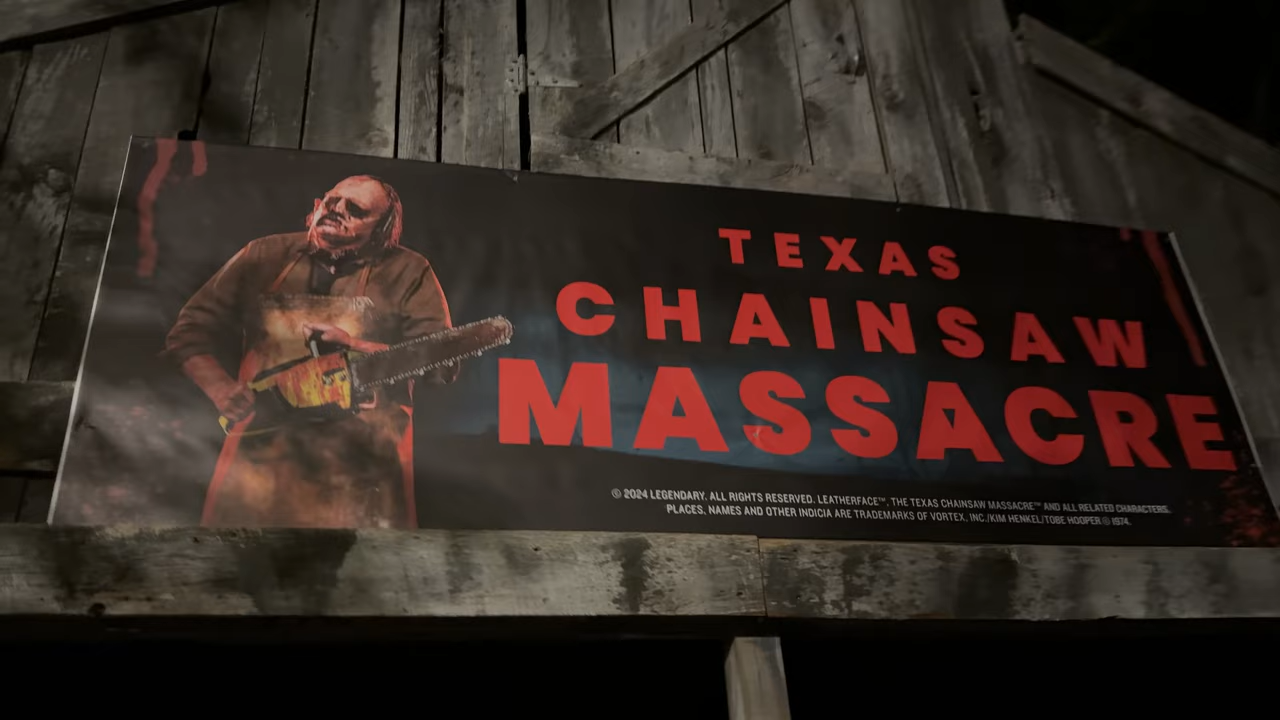 TEXAS
CHAINSAW
MASSACRE
© 2024 LEGENDARY. ALL RIGHTS RESERVED. LEATHERFACE™, THE TEXAS CHAINSAW MASSACRE™ AND ALL RELATED CHARACTERS,
PLACES, NAMES AND OTHER INDICIA ARE TRADEMARKS OF VORTEX, INC./KIM HENKEL/TOBE HOOPER © 1974.